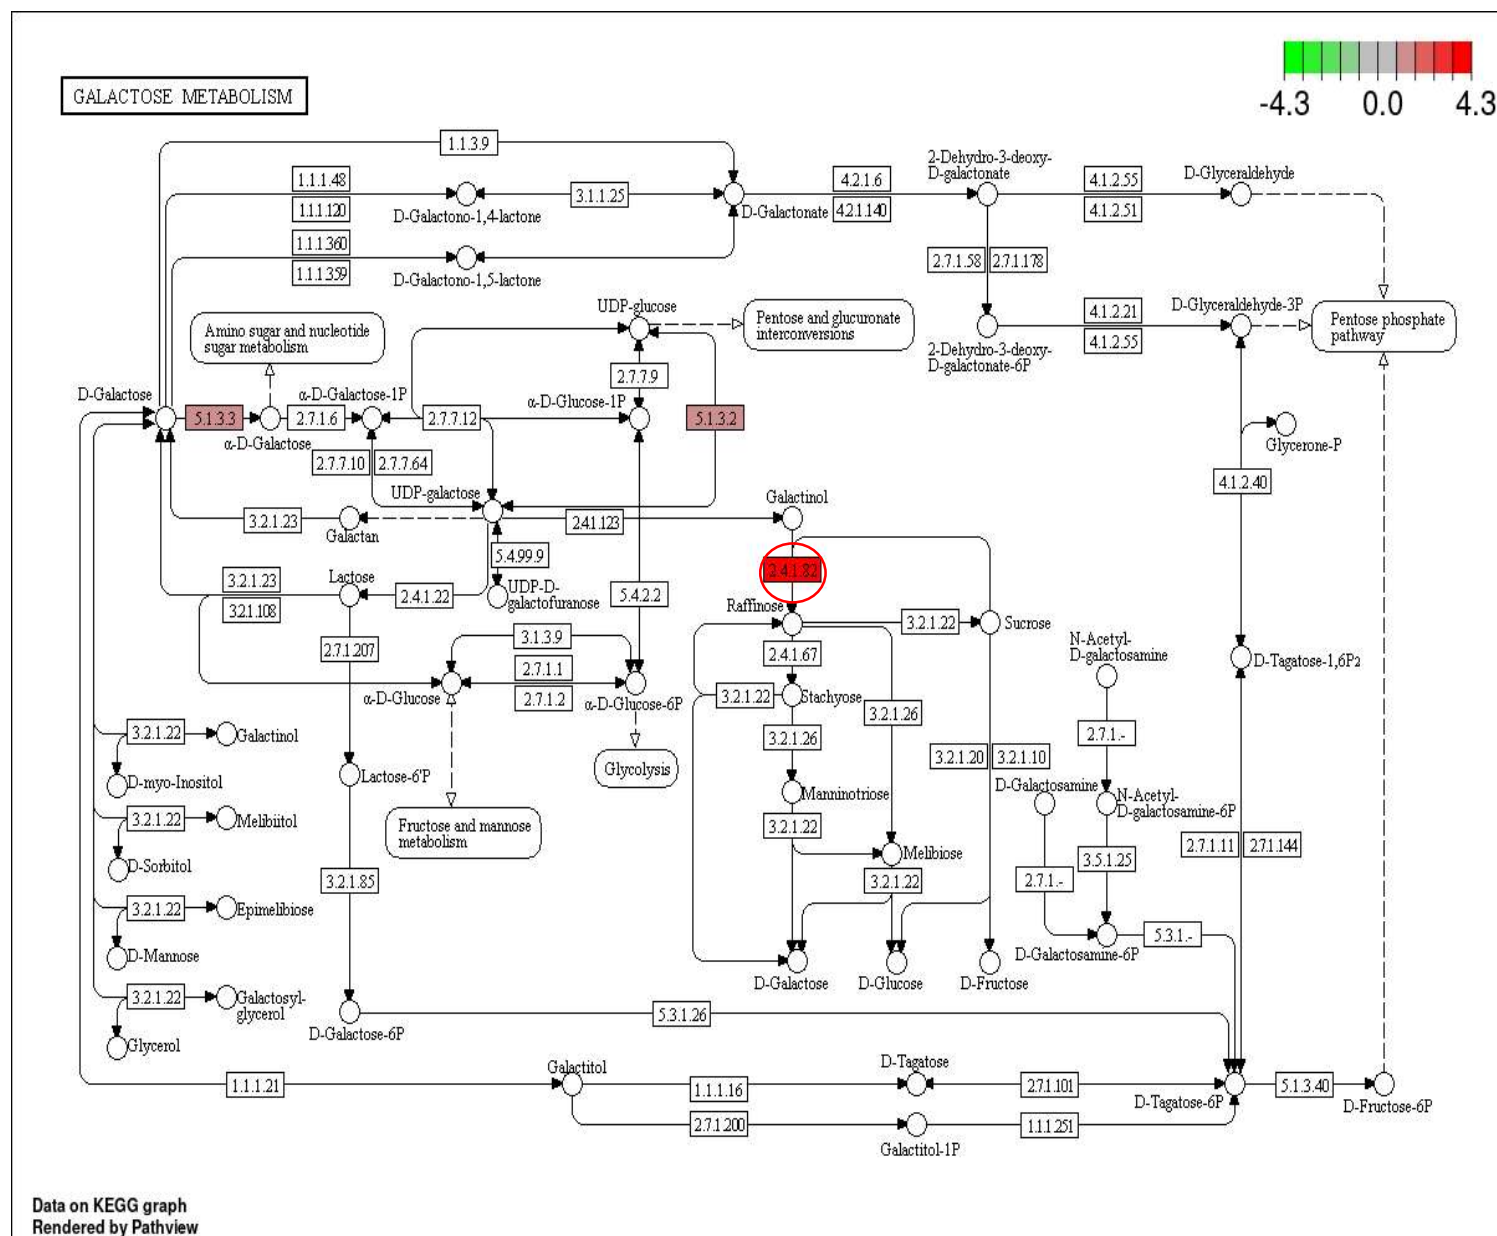 -4.3 0.0 4.3
GALACTOSE METABOLISM
1.1.3.9
2-Dehydro-3-deoxy-
D-galactonate
1.1.1.48
1.1.1.120
D-Galactono-1,4-lactone
3.1.1.25
D-Galactonate
4.2.1.6
4.2.1.140
4.1.2.55
4.1.2.51
D-Glyceraldehyde
1.1.1.360
1.1.1.359
D-Galactono-1,5-lactone
2.7.1.58
2.7.1.178
UDP-glucose
Pentose and glucuronate
interconversions
Amino sugar and nucleotide
sugar metabolism
D-Glyceraldehyde-3P
4.1.2.21
4.1.2.55
2-Dehydro-3-deoxy-
D-galactonate-6P
Pentose phosphate
pathway
2.7.7.9
D-Galactose
5.1.3.3
α-D-Galactose
2.7.1.6
α-D-Galactose-1P
2.7.7.12
α-D-Glucose-1P
5.1.3.2
Glycerone-P
2.7.7.10
2.7.7.64
4.1.2.40
UDP-galactose
Galactinol
3.2.1.23
Galactan
2.4.1.123
5.4.99.9
2.4.1.82
3.2.1.23
3.2.1.108
Lactose
2.4.1.22
UDP-D-
galactofuranose
5.4.2.2
Raffinose
3.2.1.22
Sucrose
2.7.1.207
3.1.3.9
2.4.1.67
N-Acetyl-
D-galactosamine
D-Tagatose-1,6P2
α-D-Glucose
2.7.1.1
2.7.1.2
α-D-Glucose-6P
3.2.1.22
Stachyose
3.2.1.26
3.2.1.22
Galactinol
D-myo-Inositol
3.2.1.26
2.7.1.-
Lactose-6'P
Glycolysis
3.2.1.20
3.2.1.10
D-Galactosamine
Manninotriose
N-Acetyl-
D-galactosamine-6P
3.2.1.22
Melibiitol
D-Sorbitol
Fructose and mannose
metabolism
3.2.1.22
Melibiose
2.7.1.11
2.7.1.144
3.5.1.25
3.2.1.85
3.2.1.22
2.7.1.-
3.2.1.22
Epimelibiose
D-Mannose
5.3.1.-
D-Galactosamine-6P
D-Galactose
D-Glucose
D-Fructose
3.2.1.22
Galactosyl-
glycerol
Glycerol
D-Galactose-6P
5.3.1.26
1.1.1.21
Galactitol
1.1.1.16
D-Tagatose
2.7.1.101
D-Tagatose-6P
5.1.3.40
D-Fructose-6P
2.7.1.200
Galactitol-1P
1.1.1.251
Data on KEGG graph
Rendered by Pathview